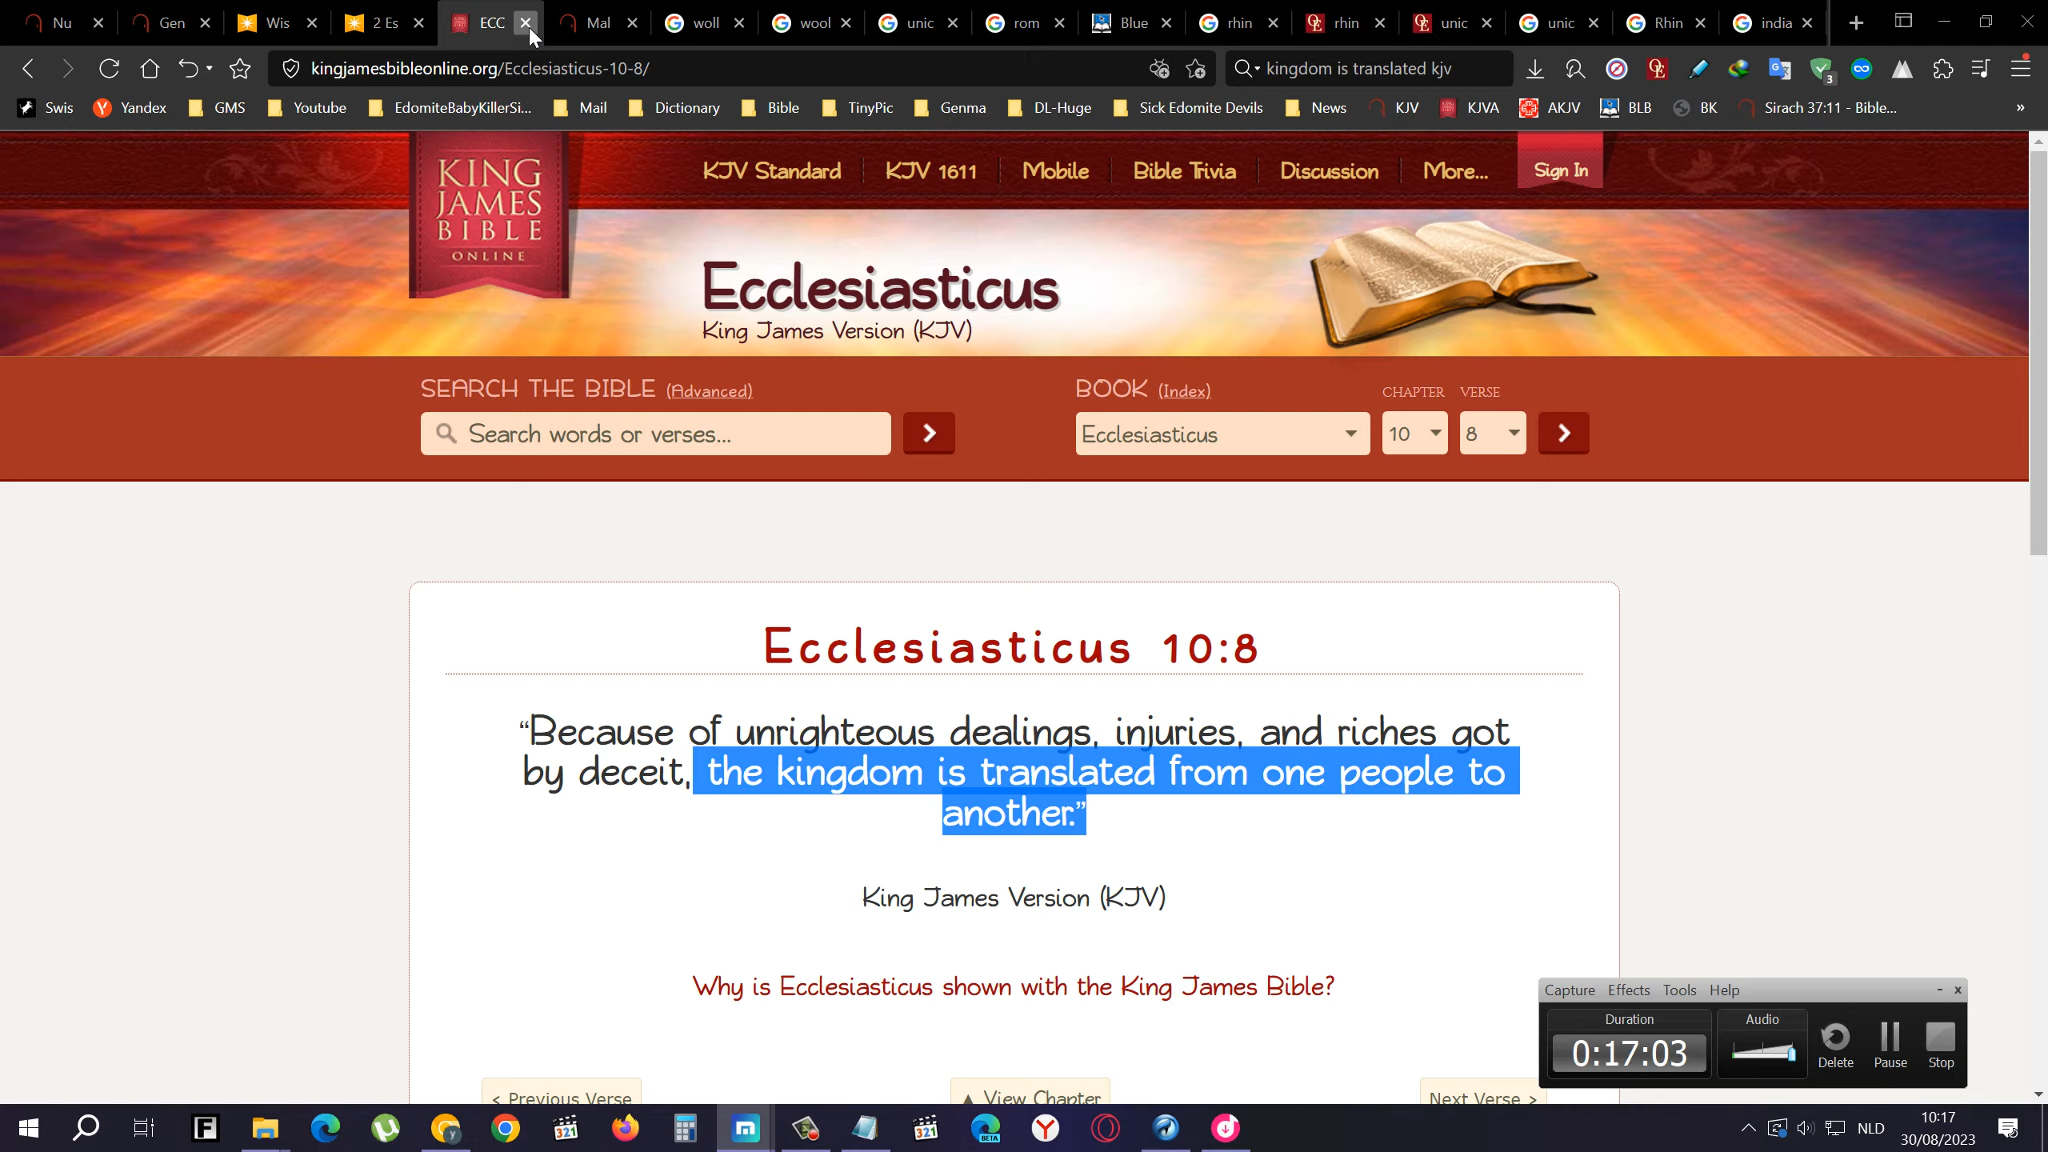 Nu
Gen
Wis
2 Es
ECC
Mal
woll
wool
unic
rom
Blue
rhin
rhin
unic
unic
Rhin
india
kingjamesbibleonline.org/Ecclesiasticus-10-8/
kingdom is translated kjv
3
Swis
Yandex
GMS
Youtube
EdomiteBabyKillerSi...
Mail
Dictionary
Bible
TinyPic
Genma
DL-Huge
Sick Edomite Devils
News
KJV
KJVA
AKJV
BLB
BK
Sirach 37:11 - Bible...
»
KING
JAMES
BIBLE
ONLINE
KJV Standard
KJV 1611
Mobile
Bible Trivia
Discussion
More...
Sign In
Ecclesiasticus
King James Version (KJV)
SEARCH THE BIBLE (Advanced)
BOOK (Index)
CHAPTER
VERSE
Search words or verses...
Ecclesiasticus
10
8
Ecclesiasticus 10:8
“Because of unrighteous dealings, injuries, and riches got
by deceit, the kingdom is translated from one people to
another.”
King James Version (KJV)
Why is Ecclesiasticus shown with the King James Bible?
< Previous Verse
▲ View Chapter
Next Verse >
Capture Effects Tools Help
Duration
Audio
0:17:03
Delete
Pause
Stop
NLD
10:17
30/08/2023